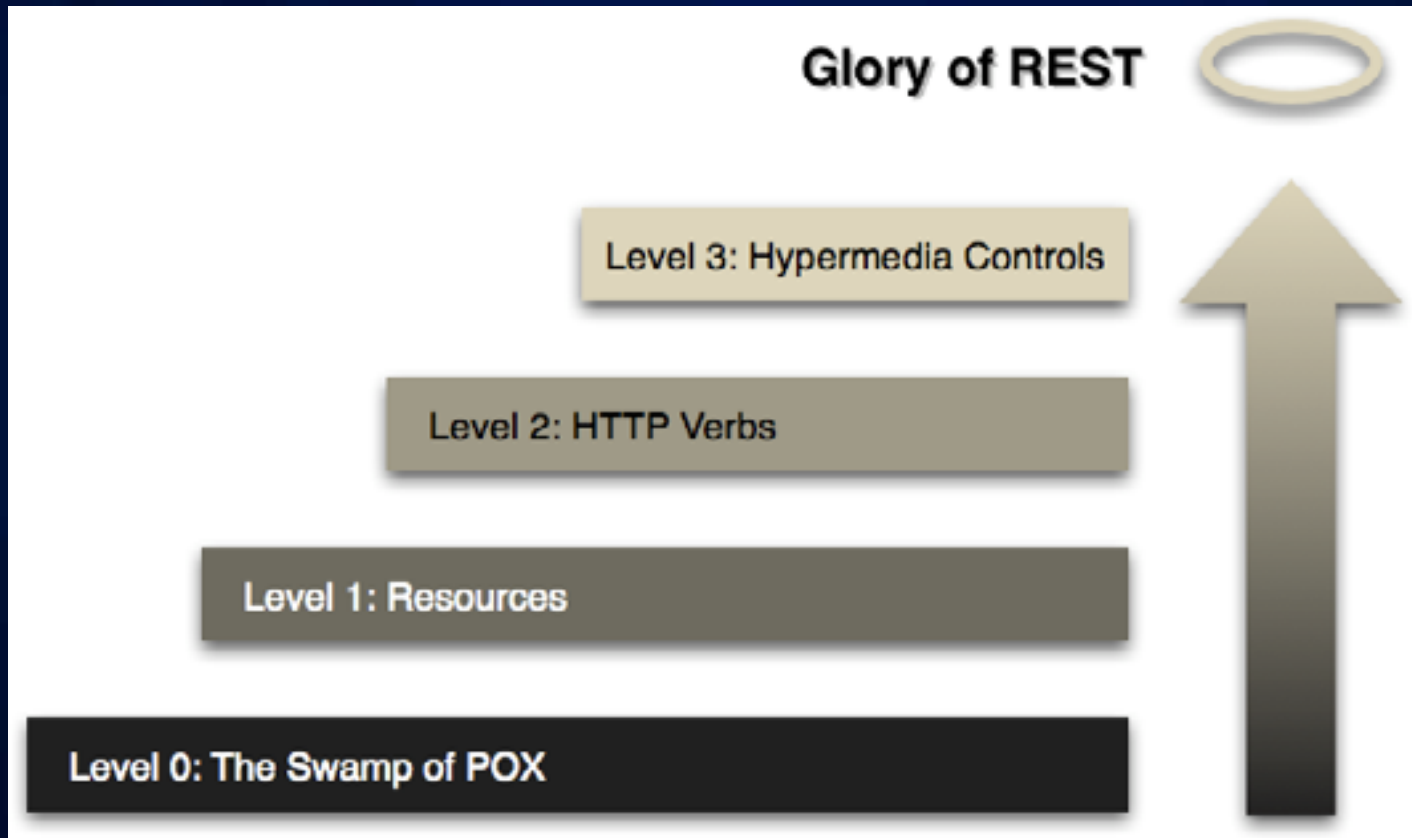 Glory of REST
Level 3: Hypermedia Controls
Level 2: HTTP Verbs
Level 1: Resources
Level 0: The Swamp of POX